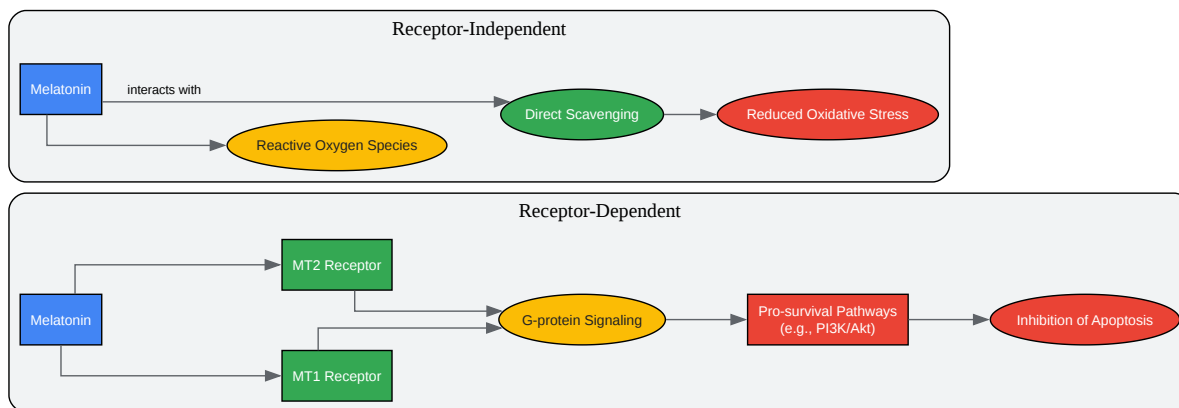 Receptor-Independent
Melatonin
interacts with
Direct Scavenging
Reduced Oxidative Stress
Reactive Oxygen Species
Receptor-Dependent
MT2 Receptor
Melatonin
G-protein Signaling
Pro-survival Pathways
(e.g., PI3K/Akt)
Inhibition of Apoptosis
MT1 Receptor